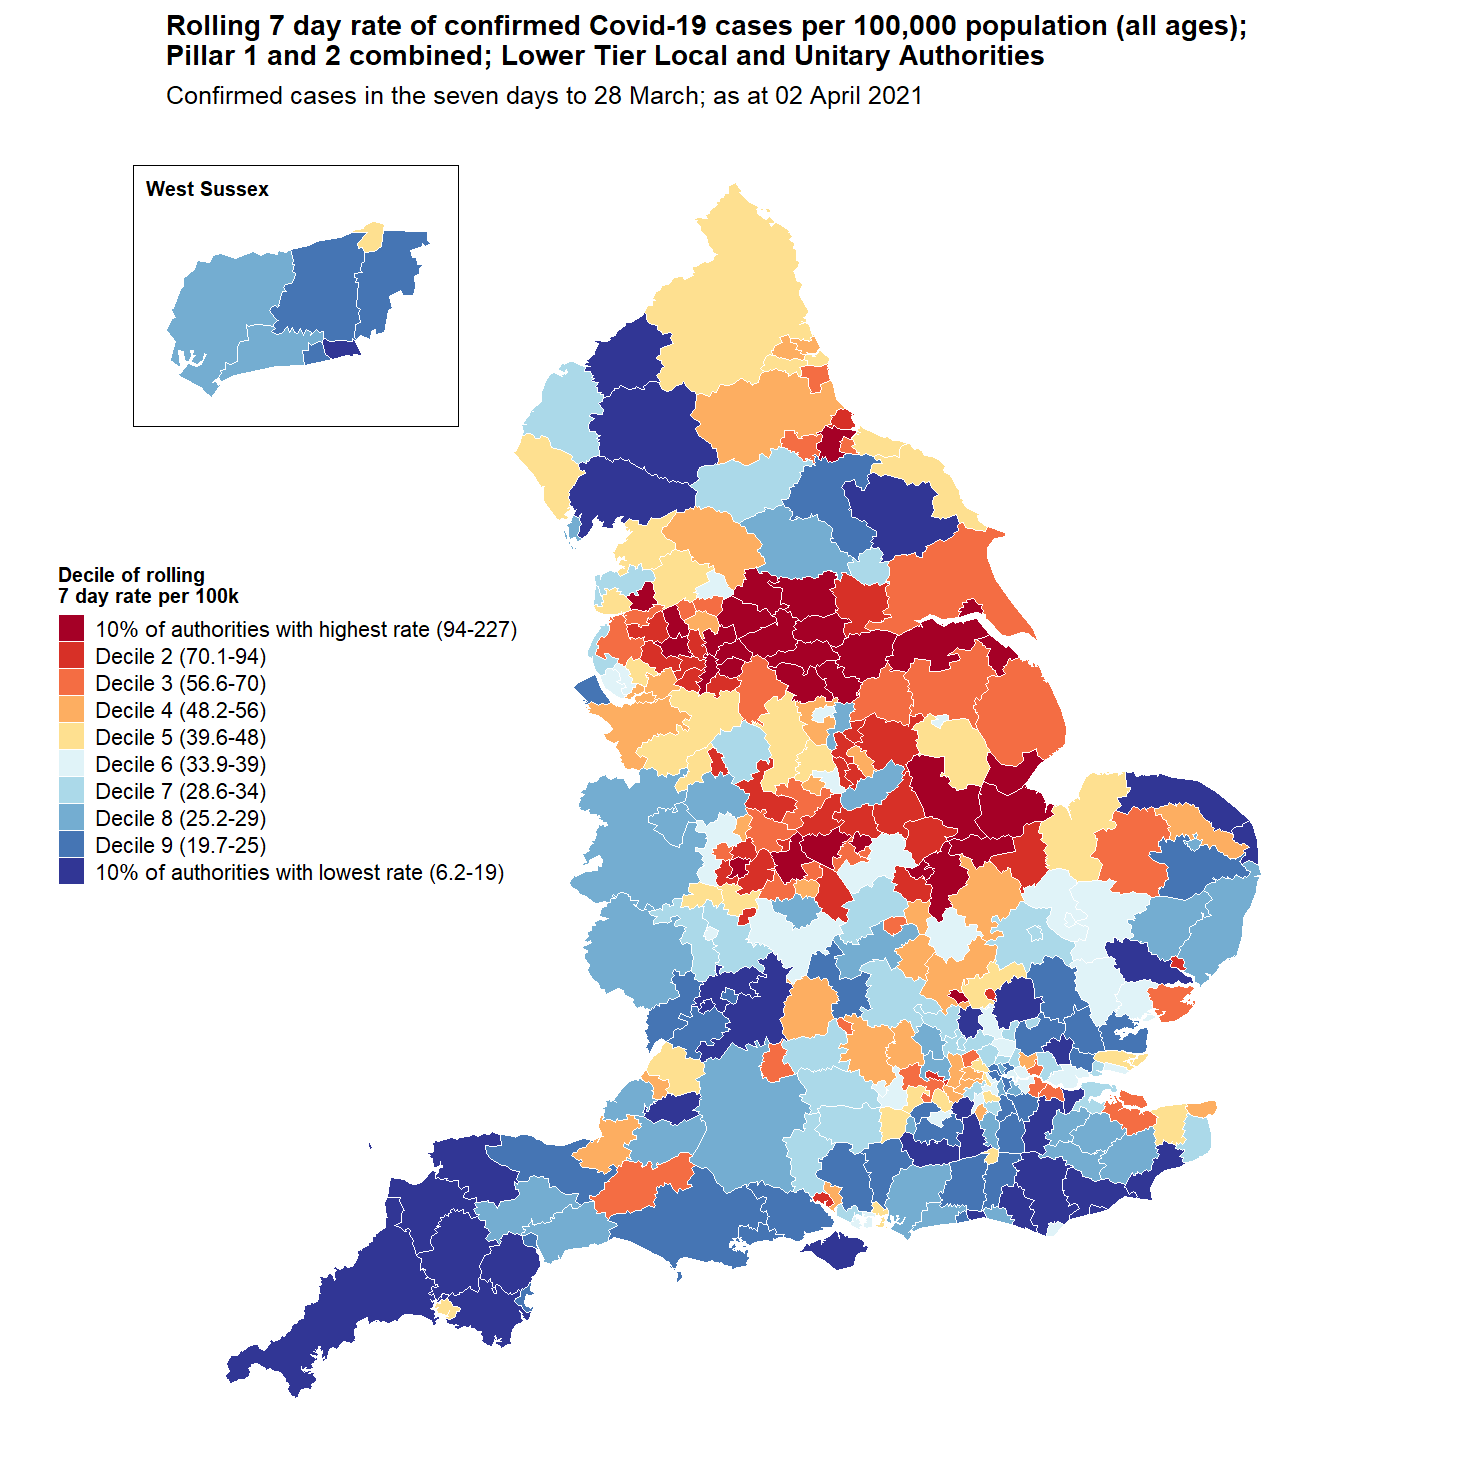 Rolling 7 day rate of confirmed Covid-19 cases per 100,000 population (all ages);
Pillar 1 and 2 combined; Lower Tier Local and Unitary Authorities
Confirmed cases in the seven days to 28 March; as at 02 April 2021
West Sussex
Decile of rolling
7 day rate per 100k
10% of authorities with highest rate (94-227)
Decile 2 (70.1-94)
Decile 3 (56.6-70)
Decile 4 (48.2-56)
Decile 5 (39.6-48)
Decile 6 (33.9-39)
Decile 7 (28.6-34)
Decile 8 (25.2-29)
Decile 9 (19.7-25)
10% of authorities with lowest rate (6.2-19)